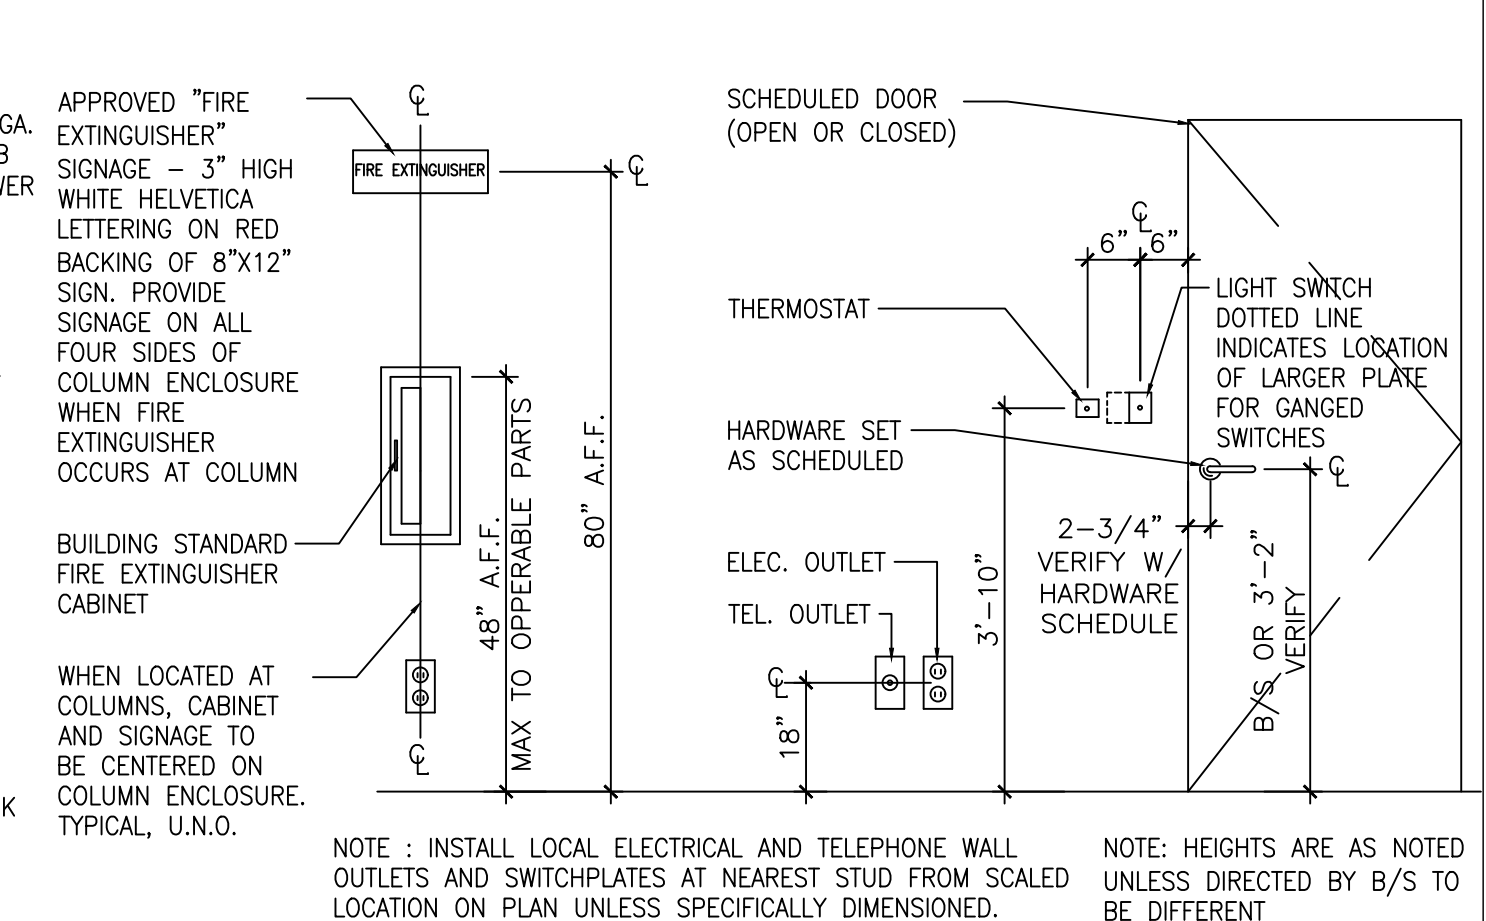 GA.
APPROVED "FIRE
EXTINGUISHER"
SIGNAGE – 3" HIGH
WHITE HELVETICA
LETTERING ON RED
BACKING OF 8"X12"
SIGN. PROVIDE
SIGNAGE ON ALL
FOUR SIDES OF
COLUMN ENCLOSURE
WHEN FIRE
EXTINGUISHER
OCCURS AT COLUMN
BUILDING STANDARD
FIRE EXTINGUISHER
CABINET
WHEN LOCATED AT
COLUMNS, CABINET
AND SIGNAGE TO
BE CENTERED ON
COLUMN ENCLOSURE.
TYPICAL, U.N.O.
℄
FIRE EXTINGUISHER
℄
80" A.F.F.
48" A.F.F.
MAX TO OPPERABLE PARTS
℄
SCHEDULED DOOR
(OPEN OR CLOSED)
℄
6" 6"
THERMOSTAT
LIGHT SWITCH
DOTTED LINE
INDICATES LOCATION
OF LARGER PLATE
FOR GANGED
SWITCHES
HARDWARE SET
AS SCHEDULED
℄
2-3/4"
VERIFY W/
HARDWARE
SCHEDULE
B/S OR 3'-2"
VERIFY
3'-10"
ELEC. OUTLET
TEL. OUTLET
℄
18"
NOTE : INSTALL LOCAL ELECTRICAL AND TELEPHONE WALL
OUTLETS AND SWITCHPLATES AT NEAREST STUD FROM SCALED
LOCATION ON PLAN UNLESS SPECIFICALLY DIMENSIONED.
NOTE: HEIGHTS ARE AS NOTED
UNLESS DIRECTED BY B/S TO
BE DIFFERENT